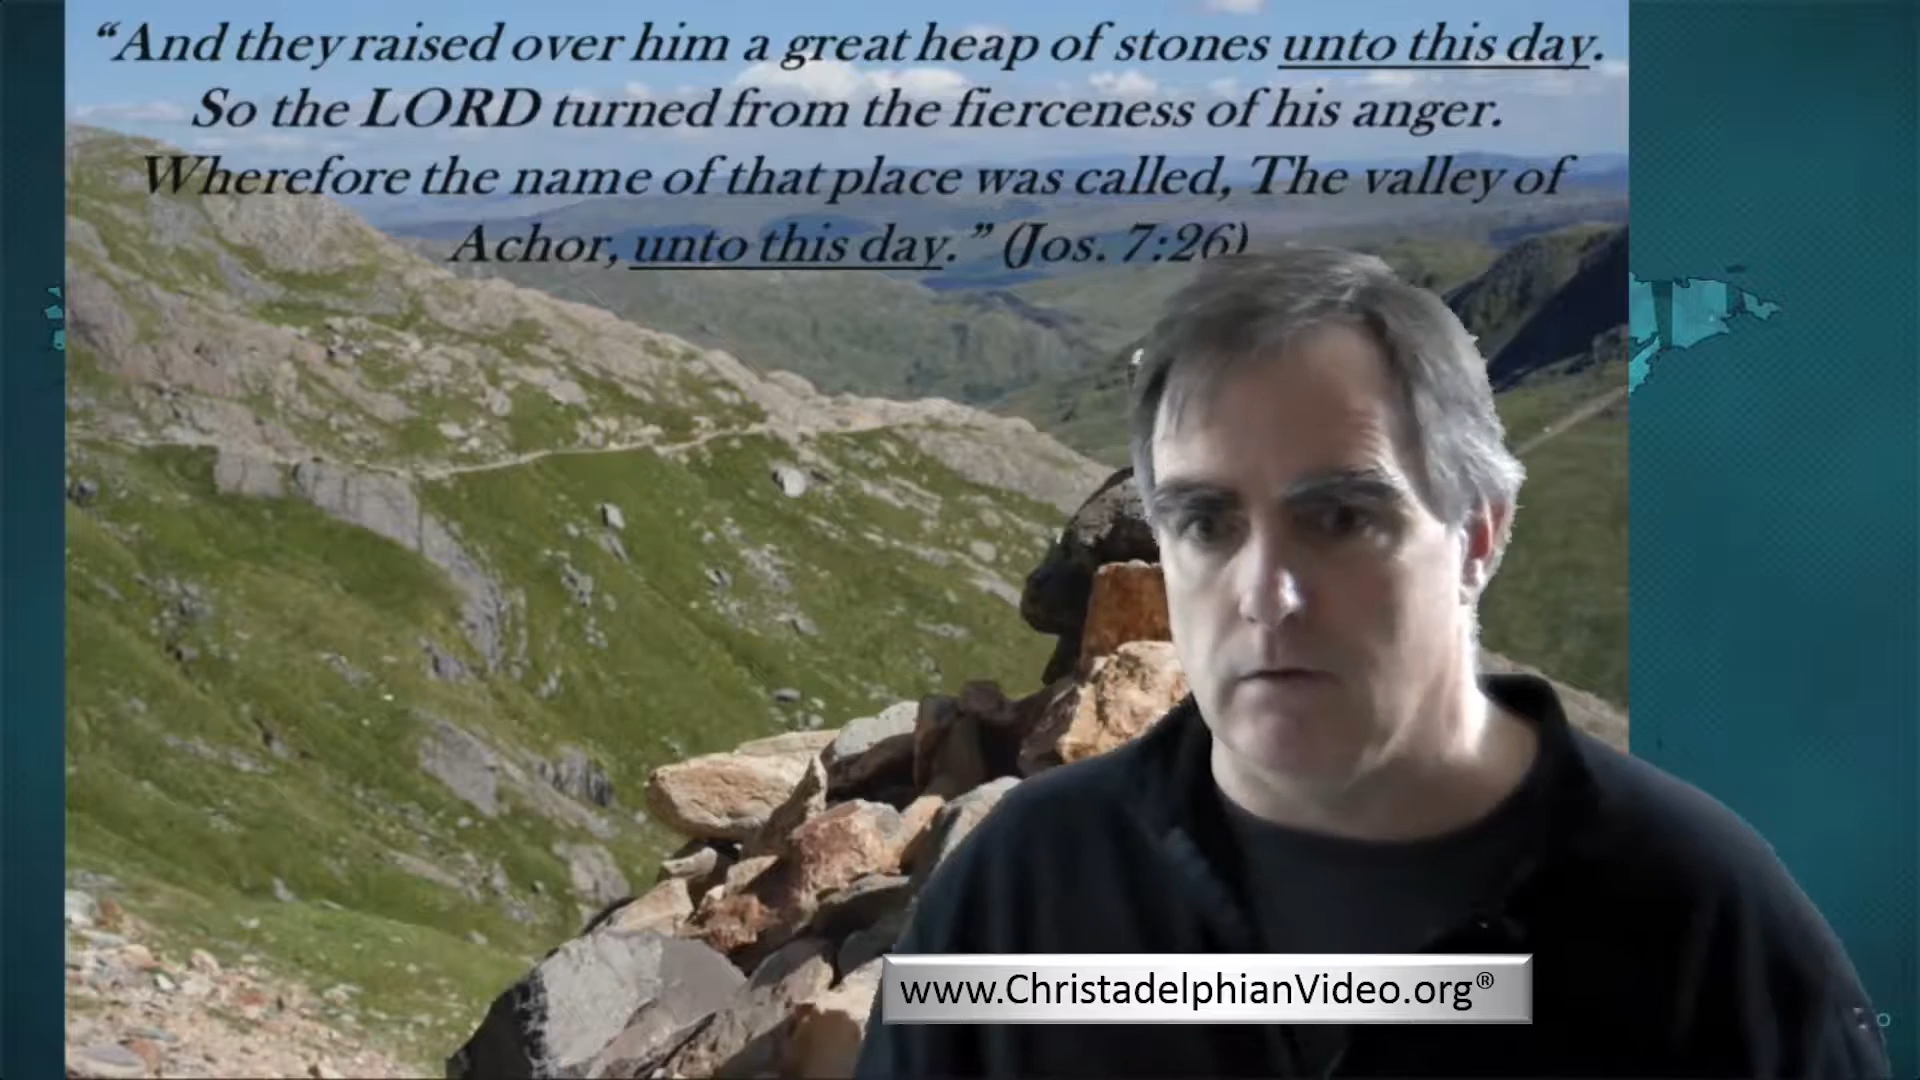 “And they raised over him a great heap of stones unto this day.
So the LORD turned from the fierceness of his anger.
Wherefore the name of that place was called, The valley of
Achor, unto this day.” (Jos. 7:26)
www.ChristadelphianVideo.org®